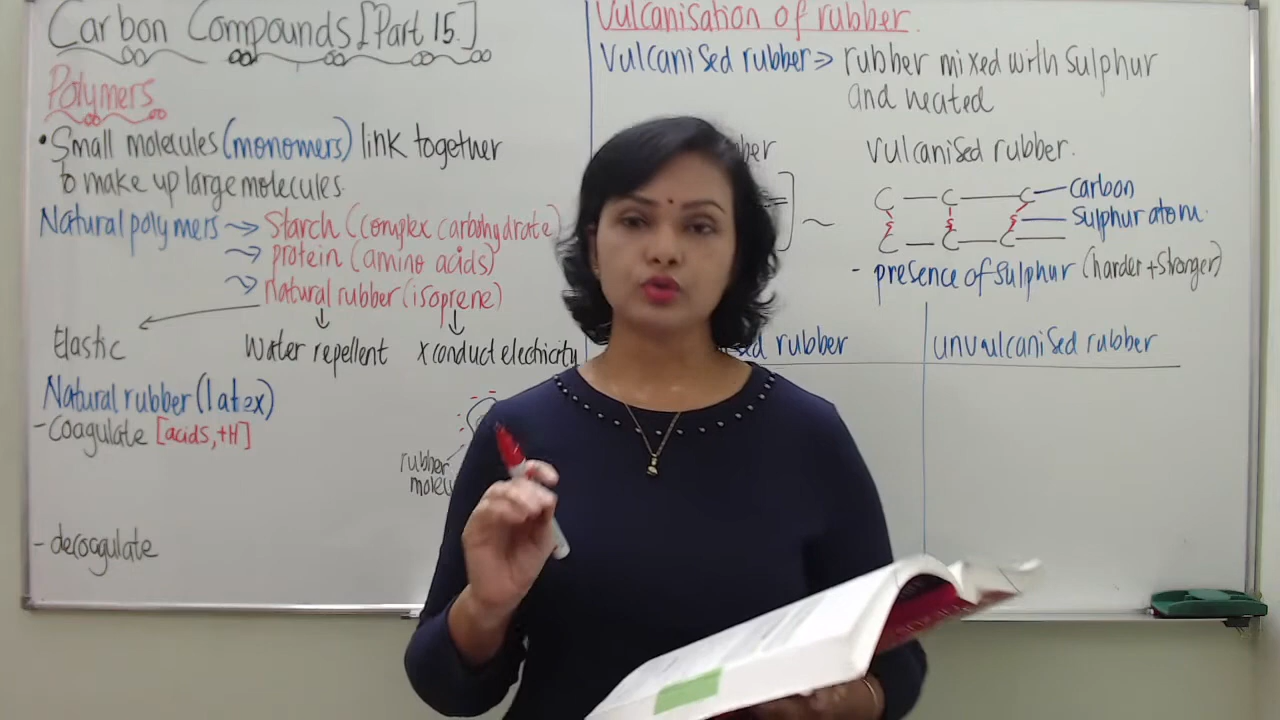 Carbon Compounds [Part 15.]
Polymers
• Small molecules (monomers) link together
to make up large molecules.
Natural polymers → Starch (complex carbohydrate)
→ protein (amino acids)
→ natural rubber (isoprene)
Elastic
Water repellent
x conduct electricity
Natural rubber (latex)
- Coagulate [acids, +H]
rubber
- decoagulate
Vulcanisation of rubber.
Vulcanised rubber => rubber mixed with Sulphur
and heated
Vulcanised rubber.
C — C — C — carbon
sulphur atom.
C — C — C
- presence of sulphur (harder + stronger)
rubber
unvulcanised rubber